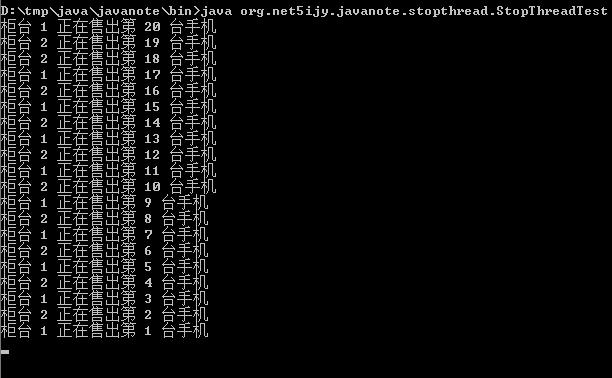 D:\tmp\java\javanote\bin>java org.net5ijy.javanote.stopthread.StopThreadTest
柜台 1 正在售出第 20 台手机
柜台 2 正在售出第 19 台手机
柜台 2 正在售出第 18 台手机
柜台 1 正在售出第 17 台手机
柜台 2 正在售出第 16 台手机
柜台 1 正在售出第 15 台手机
柜台 2 正在售出第 14 台手机
柜台 1 正在售出第 13 台手机
柜台 2 正在售出第 12 台手机
柜台 1 正在售出第 11 台手机
柜台 2 正在售出第 10 台手机
柜台 1 正在售出第 9 台手机
柜台 2 正在售出第 8 台手机
柜台 1 正在售出第 7 台手机
柜台 2 正在售出第 6 台手机
柜台 1 正在售出第 5 台手机
柜台 2 正在售出第 4 台手机
柜台 1 正在售出第 3 台手机
柜台 2 正在售出第 2 台手机
柜台 1 正在售出第 1 台手机